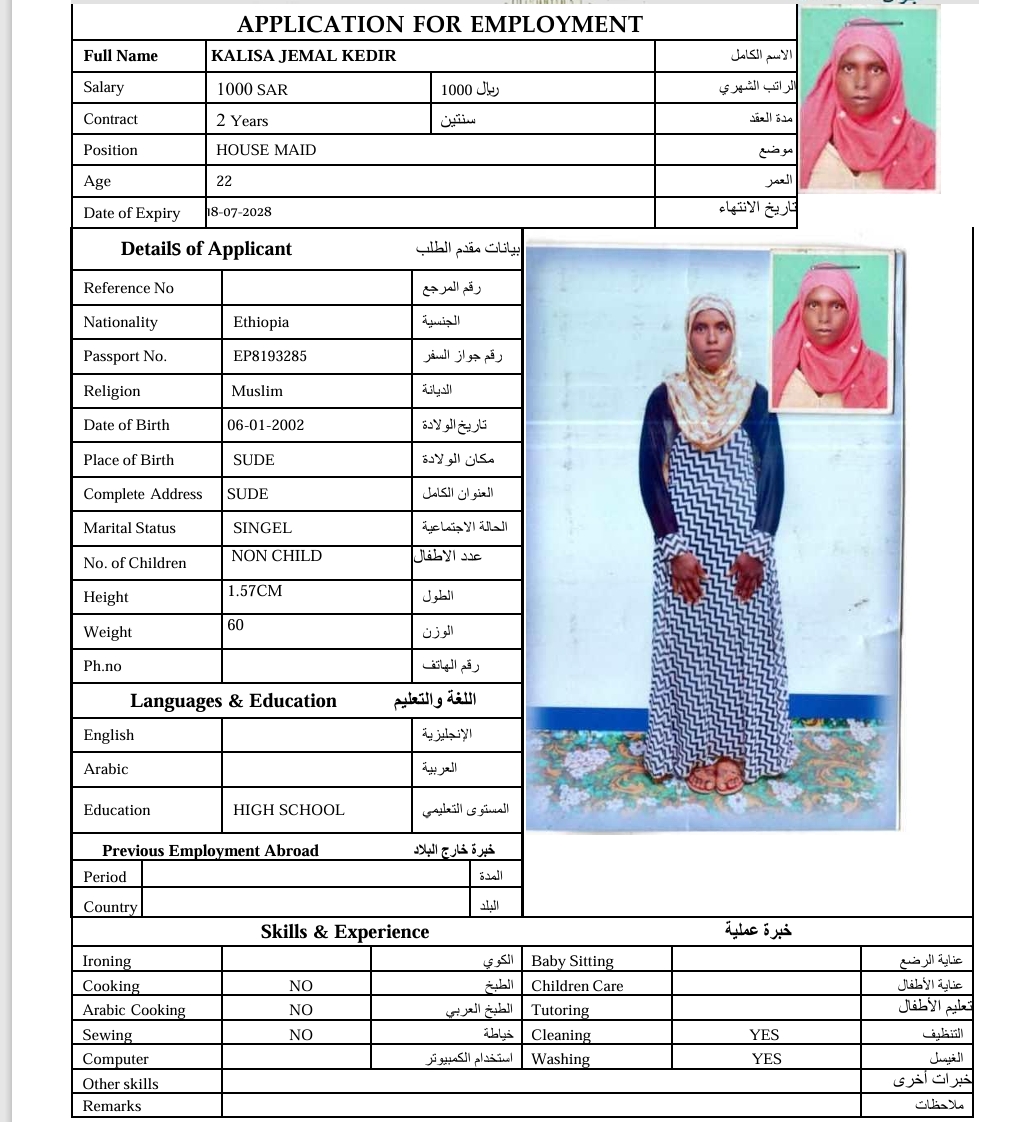 APPLICATION FOR EMPLOYMENT
Full Name KALISA JEMAL KEDIR الاسم الكامل
Salary 1000 SAR 1000 ريال الراتب الشهري
Contract 2 Years سنتين مدة العقد
Position HOUSE MAID موضع
Age 22 العمر
Date of Expiry 18-07-2028 تاريخ الانتهاء
Details of Applicant بيانات مقدم الطلب
Reference No رقم المرجع
Nationality Ethiopia الجنسية
Passport No. EP8193285 رقم جواز السفر
Religion Muslim الديانة
Date of Birth 06-01-2002 تاريخ الولادة
Place of Birth SUDE مكان الولادة
Complete Address SUDE العنوان الكامل
Marital Status SINGEL الحالة الاجتماعية
No. of Children NON CHILD عدد الاطفال
Height 1.57CM الطول
Weight 60 الوزن
Ph.no رقم الهاتف
Languages & Education اللغة والتعليم
English الإنجليزية
Arabic العربية
Education HIGH SCHOOL المستوى التعليمي
Previous Employment Abroad خبرة خارج البلاد
Period المدة
Country البلد
Skills & Experience خبرة عملية
Ironing الكوي Baby Sitting عناية الرضع
Cooking NO الطبخ Children Care عناية الأطفال
Arabic Cooking NO الطبخ العربي Tutoring تعليم الأطفال
Sewing NO خياطة Cleaning YES التنظيف
Computer استخدام الكمبيوتر Washing YES الغيسل
Other skills خبرات أخرى
Remarks ملاحظات